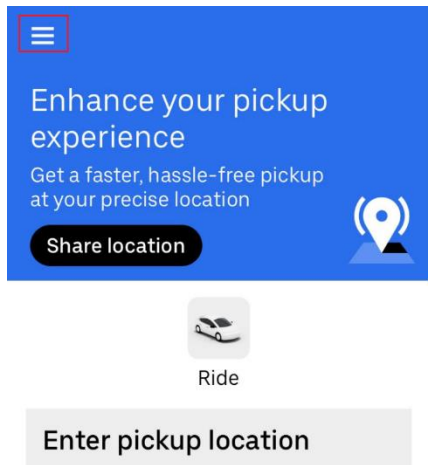 Enhance your pickup
experience
Get a faster, hassle-free pickup
at your precise location
Share location
Ride
Enter pickup location